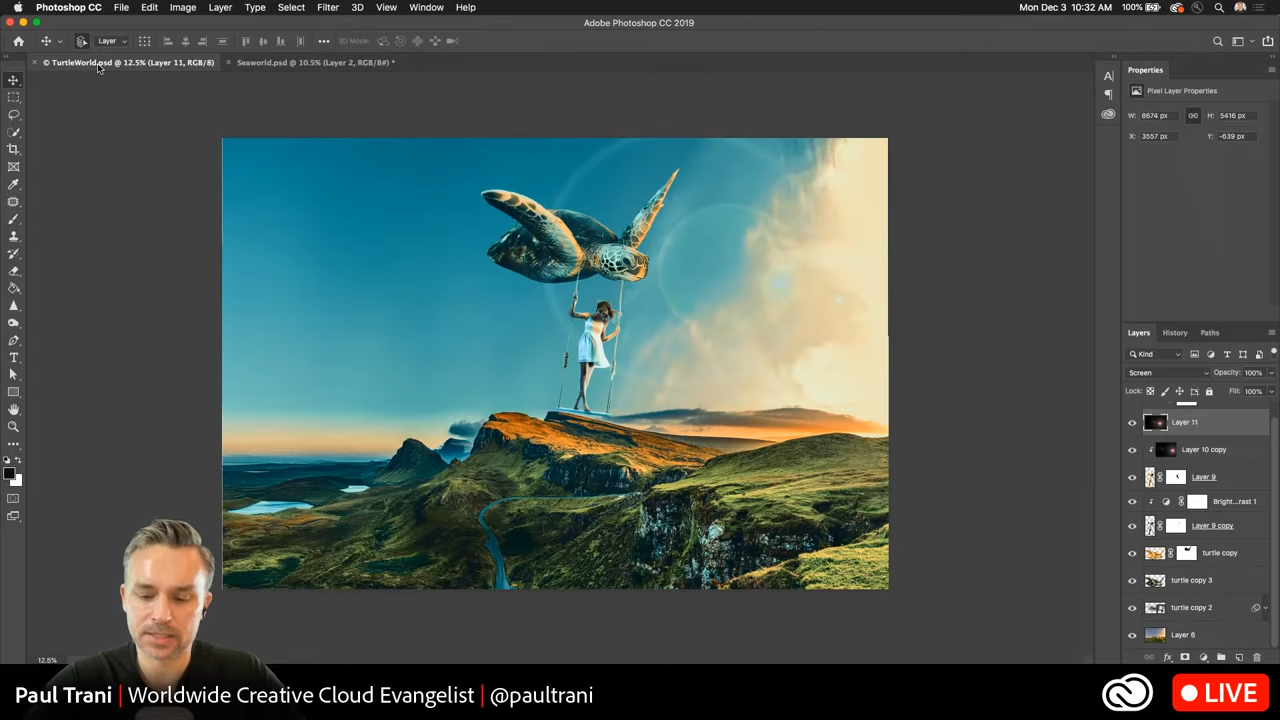 Photoshop CC File Edit Image Layer Type Select Filter 3D View Window Help
100% Mon Dec 3 10:32 AM
Adobe Photoshop CC 2019
Layer 3D Mode:
© TurtleWorld.psd @ 12.5% (Layer 11, RGB/8) Seaworld.psd @ 10.5% (Layer 2, RGB/8#) *
Properties
Pixel Layer Properties
W: 8674 px H: 5416 px
X: 3557 px Y: -639 px
Layers History Paths
Kind
Screen Opacity: 100%
Lock: Fill: 100%
Layer 11
Layer 10 copy
Layer 9
Bright...rast 1
Layer 9 copy
turtle copy
turtle copy 3
turtle copy 2
Layer 6
12.5%
Paul Trani | Worldwide Creative Cloud Evangelist | @paultrani
LIVE